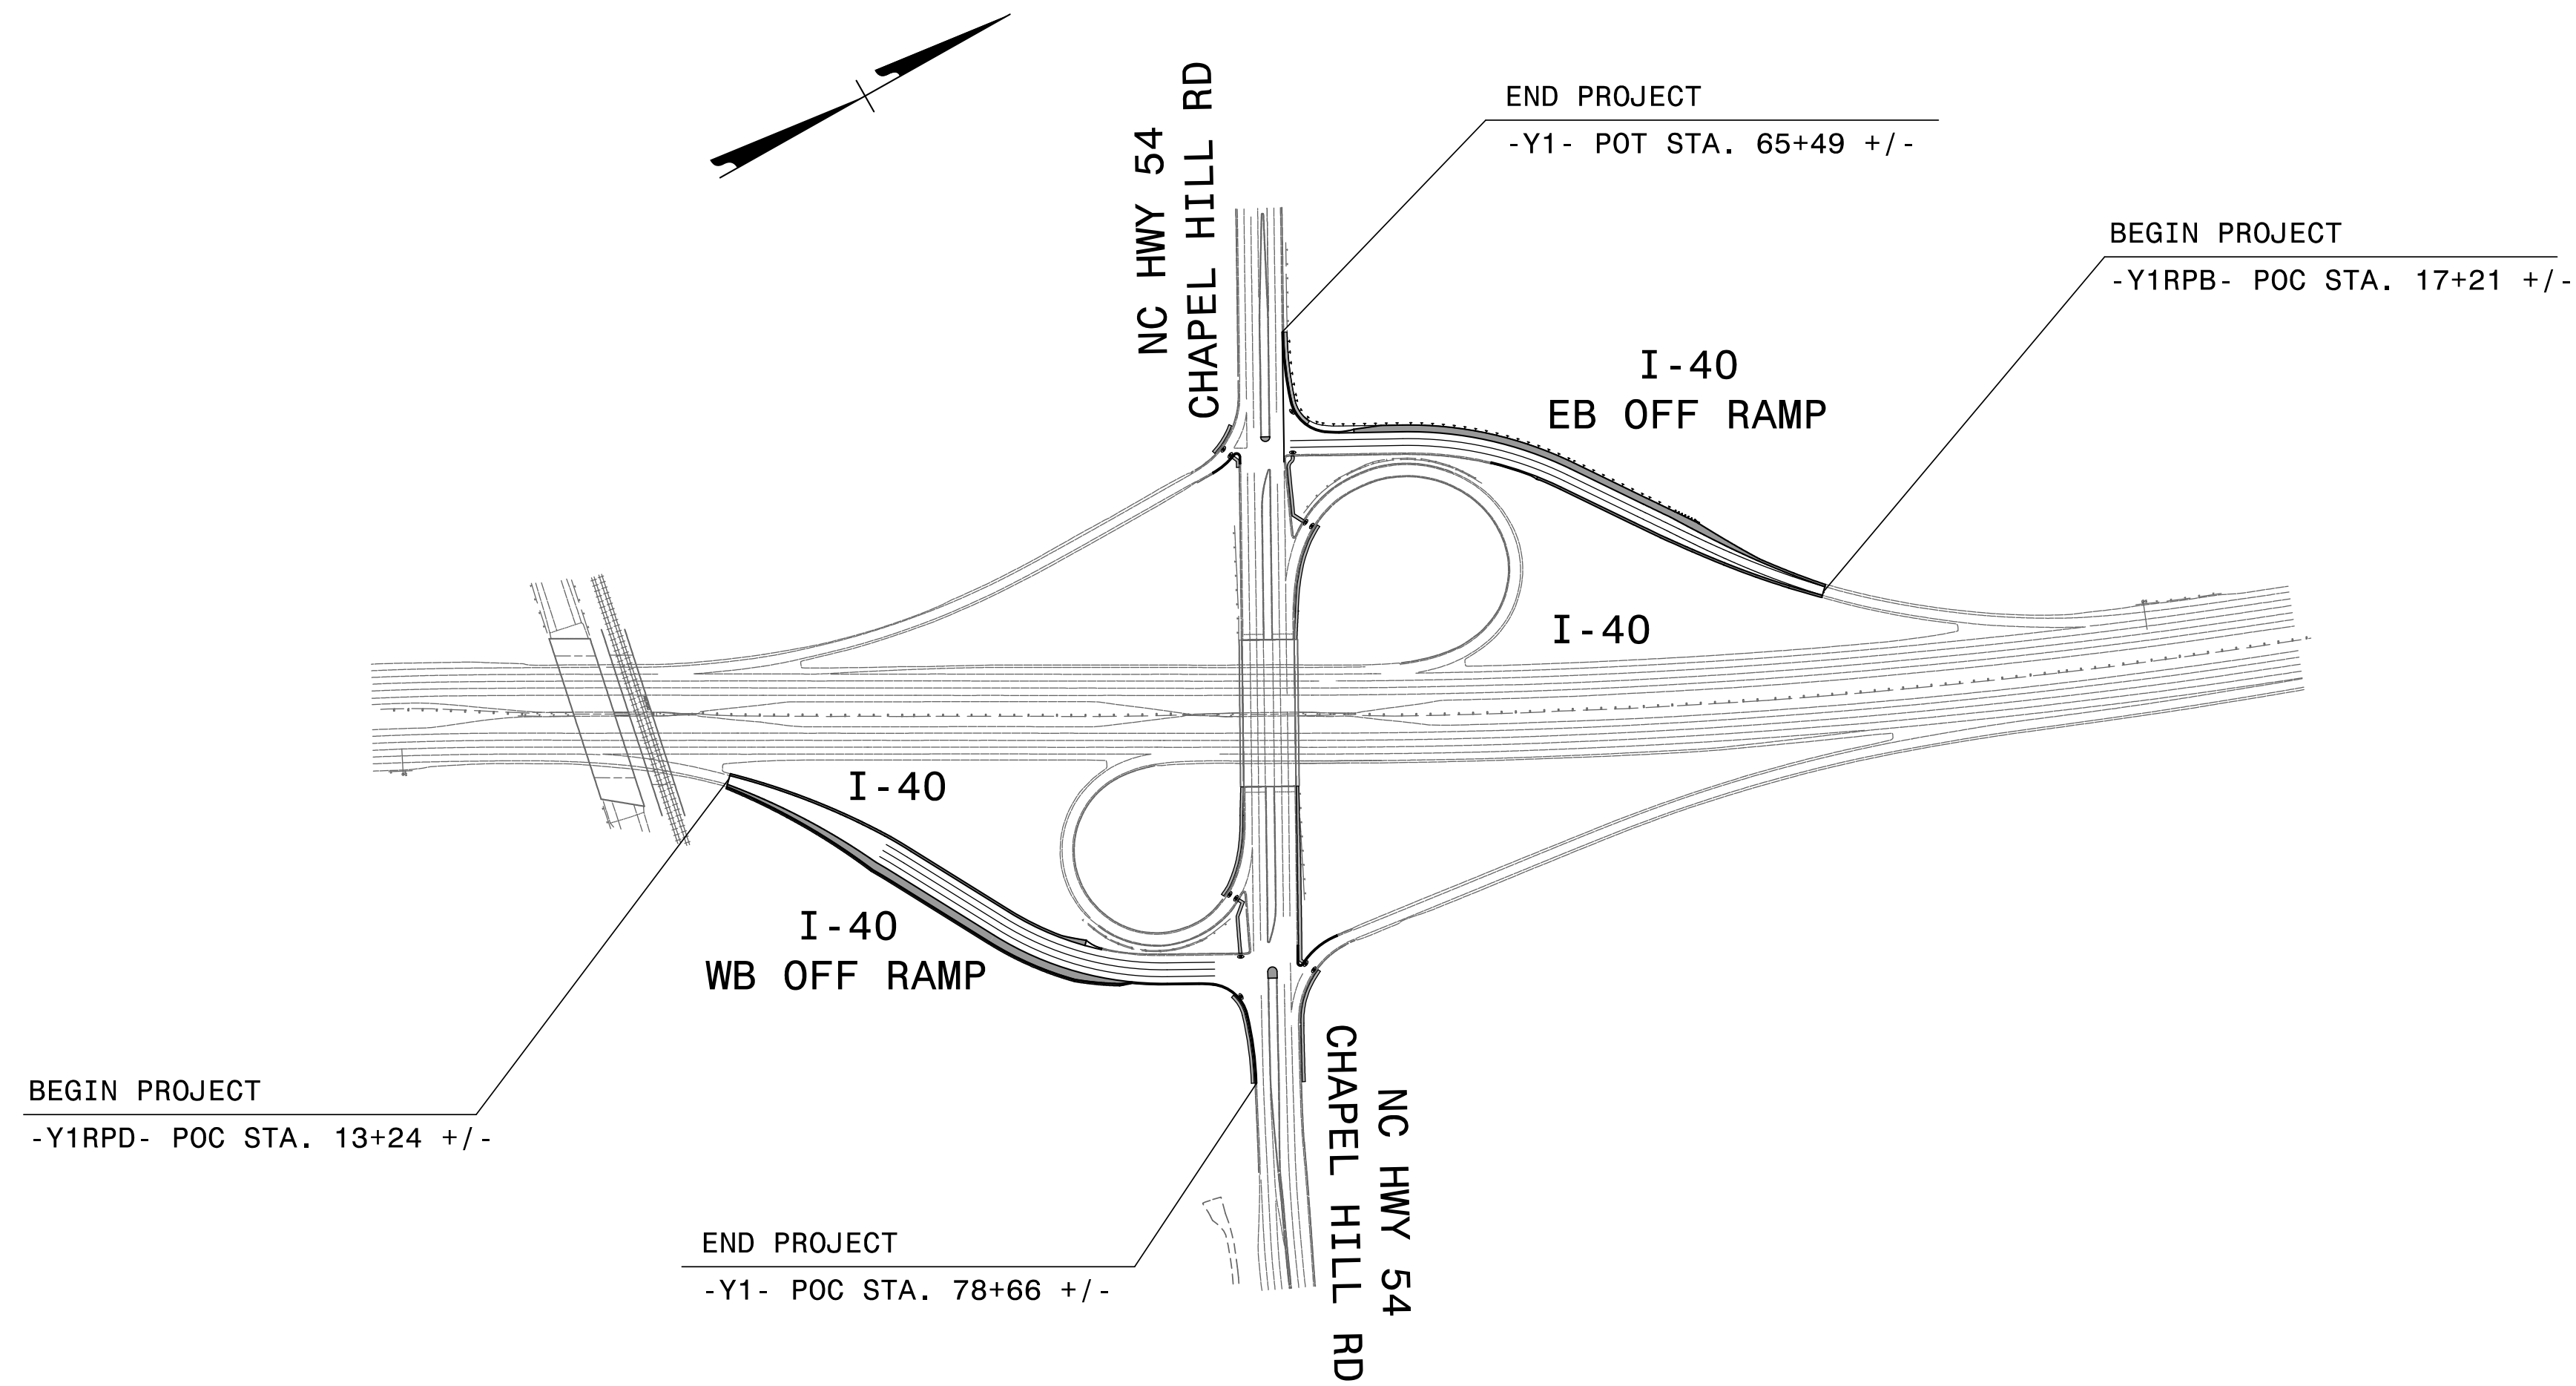 NC HWY 54
CHAPEL HILL RD
END PROJECT
-Y1- POT STA. 65+49 +/-
BEGIN PROJECT
-Y1RPB- POC STA. 17+21 +/-
I-40
EB OFF RAMP
I-40
I-40
I-40
WB OFF RAMP
BEGIN PROJECT
-Y1RPD- POC STA. 13+24 +/-
NC HWY 54
CHAPEL HILL RD
END PROJECT
-Y1- POC STA. 78+66 +/-